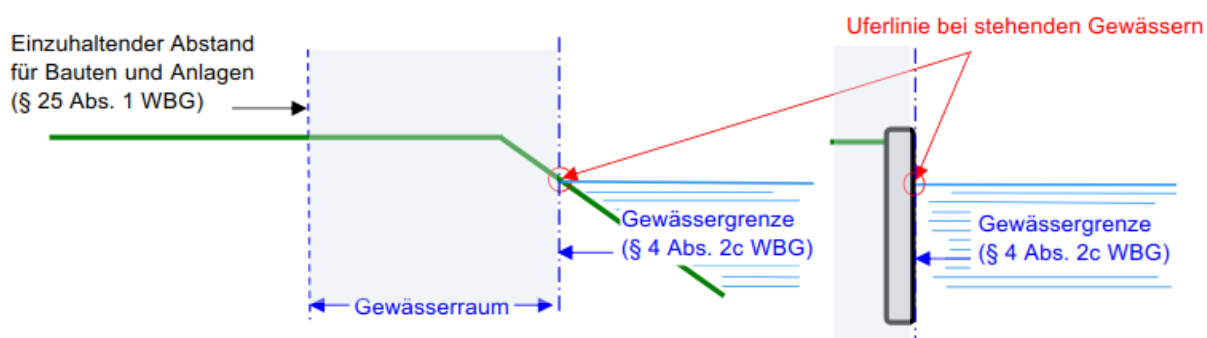 Einzuhaltender Abstand
für Bauten und Anlagen
(§ 25 Abs. 1 WBG)
Uferlinie bei stehenden Gewässern
Gewässergrenze
(§ 4 Abs. 2c WBG)
Gewässerraum
Gewässergrenze
(§ 4 Abs. 2c WBG)